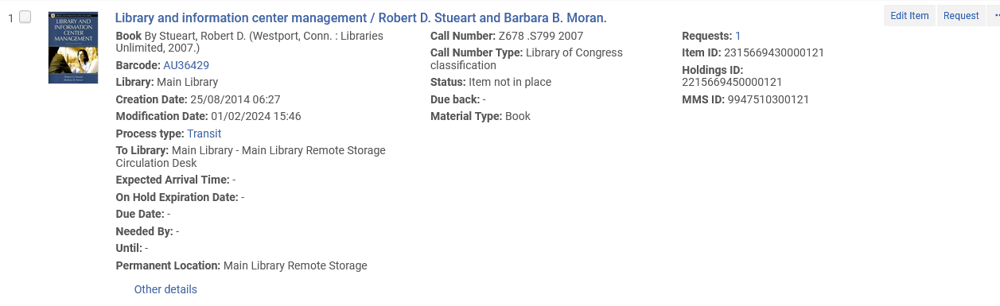 1
Library and information center management / Robert D. Stueart and Barbara B. Moran.
Edit Item
Request
LIBRARY AND
INFORMATION
CENTER
MANAGEMENT
Book By Stueart, Robert D. (Westport, Conn. : Libraries
Unlimited, 2007.)
Barcode: AU36429
Library: Main Library
Creation Date: 25/08/2014 06:27
Modification Date: 01/02/2024 15:46
Process type: Transit
To Library: Main Library - Main Library Remote Storage
Circulation Desk
Expected Arrival Time: -
On Hold Expiration Date: -
Due Date: -
Needed By: -
Until: -
Permanent Location: Main Library Remote Storage
Other details
Call Number: Z678 .S799 2007
Call Number Type: Library of Congress
classification
Status: Item not in place
Due back: -
Material Type: Book
Requests: 1
Item ID: 2315669430000121
Holdings ID:
2215669450000121
MMS ID: 9947510300121